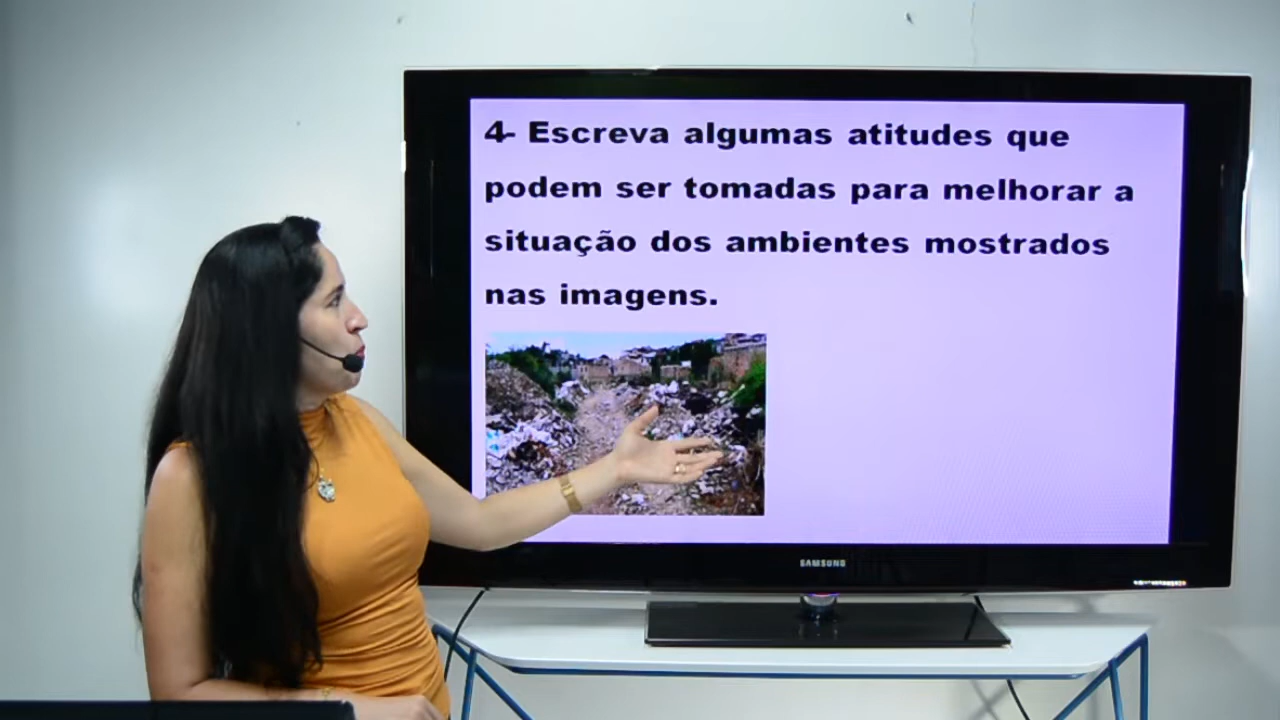 4- Escreva algumas atitudes que
podem ser tomadas para melhorar a
situação dos ambientes mostrados
nas imagens.
SAMSUNG